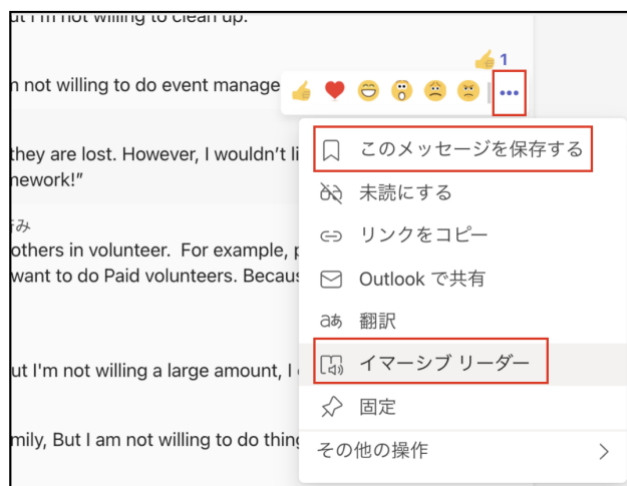 ut I'm not willing to clean up.
1
n not willing to do event manage
このメッセージを保存する
they are lost. However, I wouldn't li
nework!"
未読にする
み
リンクをコピー
others in volunteer. For example, p
want to do Paid volunteers. Becaus
Outlook で共有
aあ 翻訳
イマーシブ リーダー
ut I'm not willing a large amount, I
固定
mily, But I am not willing to do thing
その他の操作